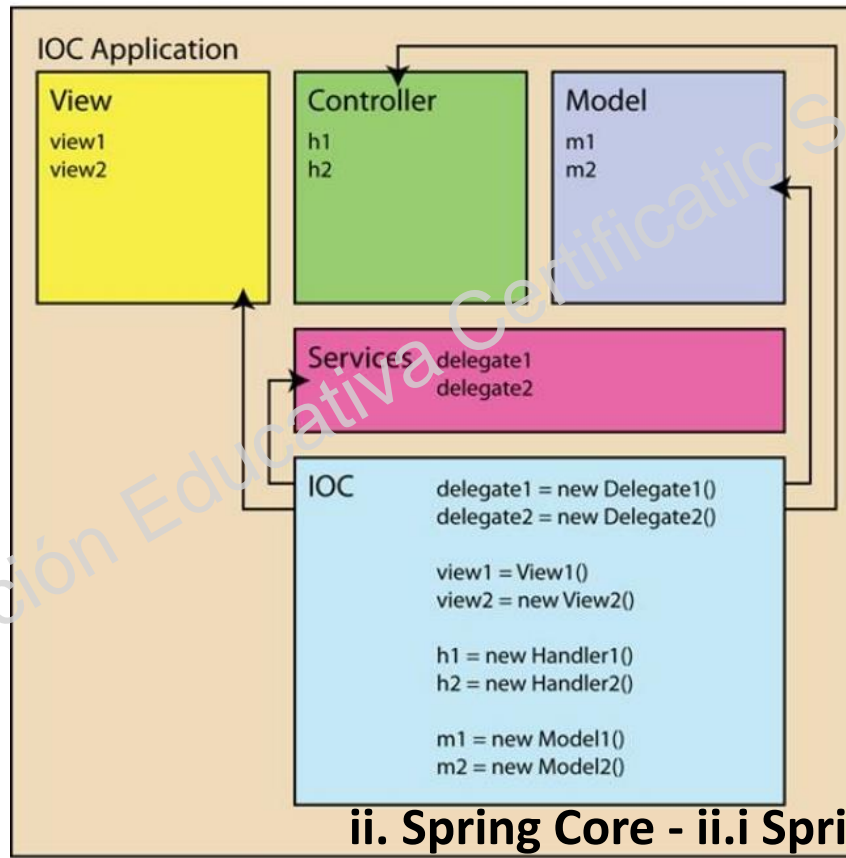 IOC Application
View
view1
view2
Controller
h1
h2
Model
m1
m2
Services
delegate1
delegate2
IOC
delegate1 = new Delegate1()
delegate2 = new Delegate2()
view1 = View1()
view2 = new View2()
h1 = new Handler1()
h2 = new Handler2()
m1 = new Model1()
m2 = new Model2()
ii. Spring Core - ii.i Spri
Educativa Certificatic